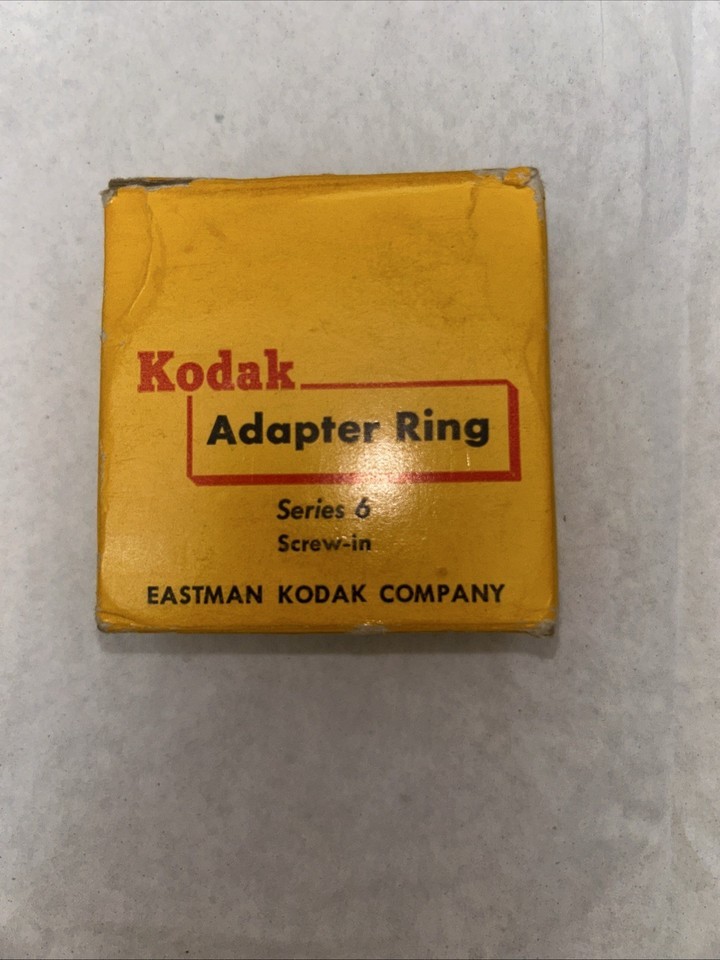 Kodak
Adapter Ring
Series 6
Screw-in
EASTMAN KODAK COMPANY